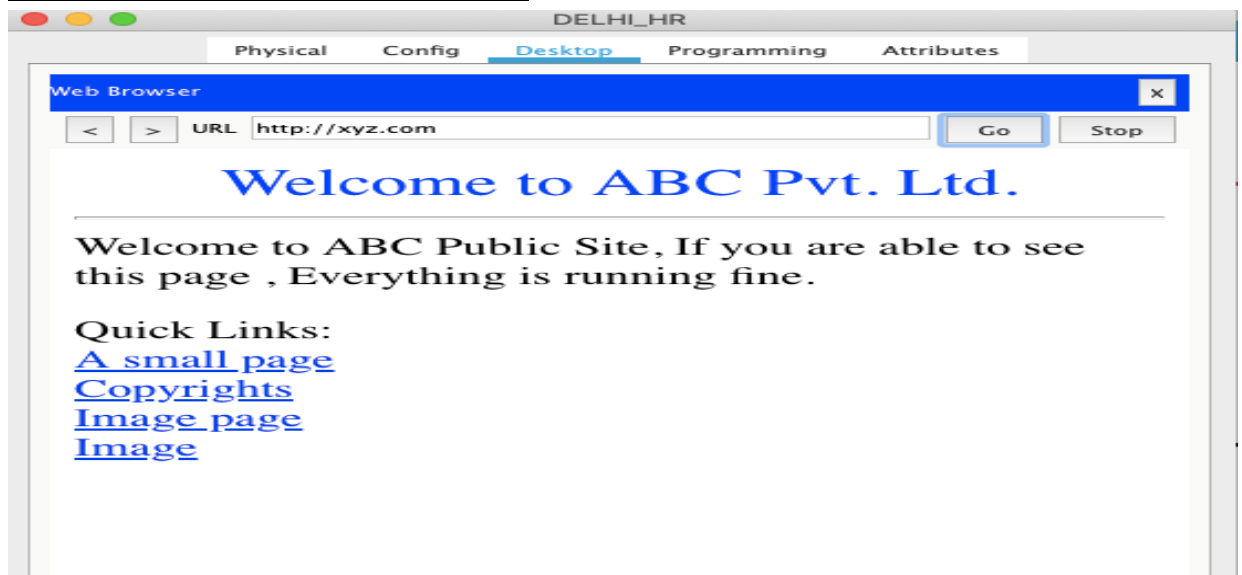 DELHI_HR
Physical Config Desktop Programming Attributes
Web Browser x
< > URL http://xyz.com Go Stop
Welcome to ABC Pvt. Ltd.
Welcome to ABC Public Site, If you are able to see
this page , Everything is running fine.
Quick Links:
A small page
Copyrights
Image page
Image